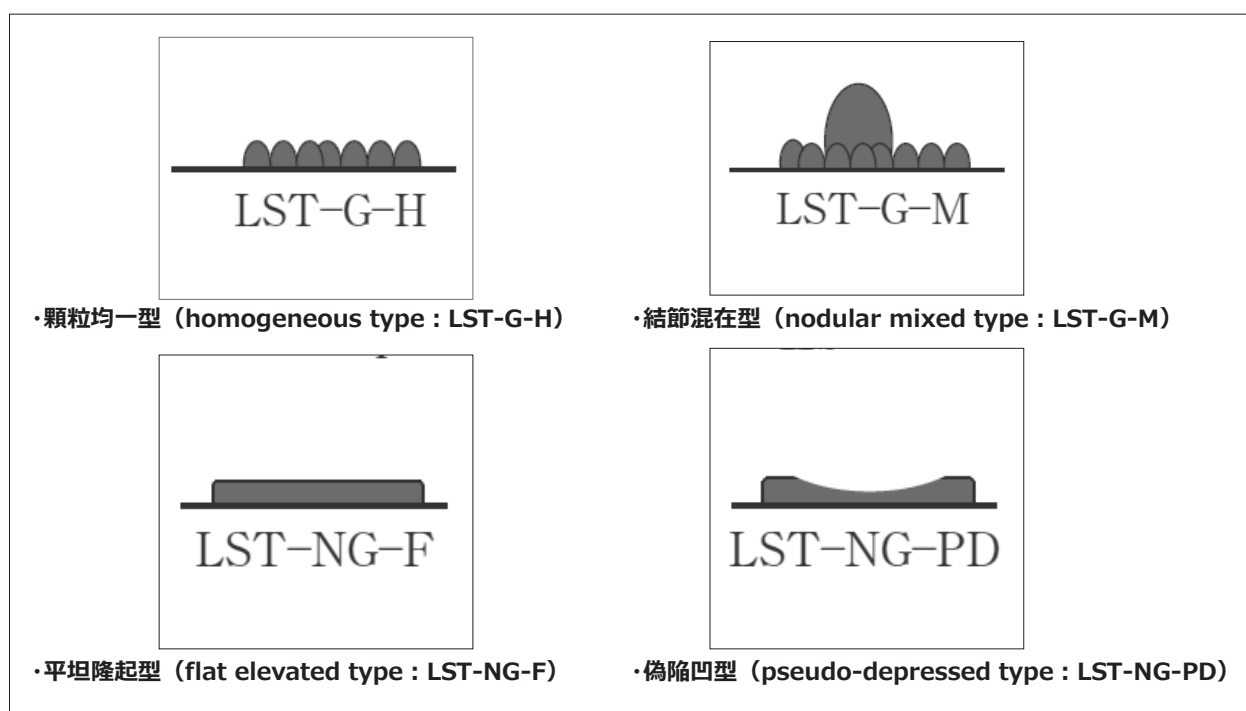 LST-G-H
LST-G-M
・顆粒均一型（homogeneous type：LST-G-H）
・結節混在型（nodular mixed type：LST-G-M）
LST-NG-F
LST-NG-PD
・平坦隆起型（flat elevated type：LST-NG-F）
・偽陥凹型（pseudo-depressed type：LST-NG-PD）